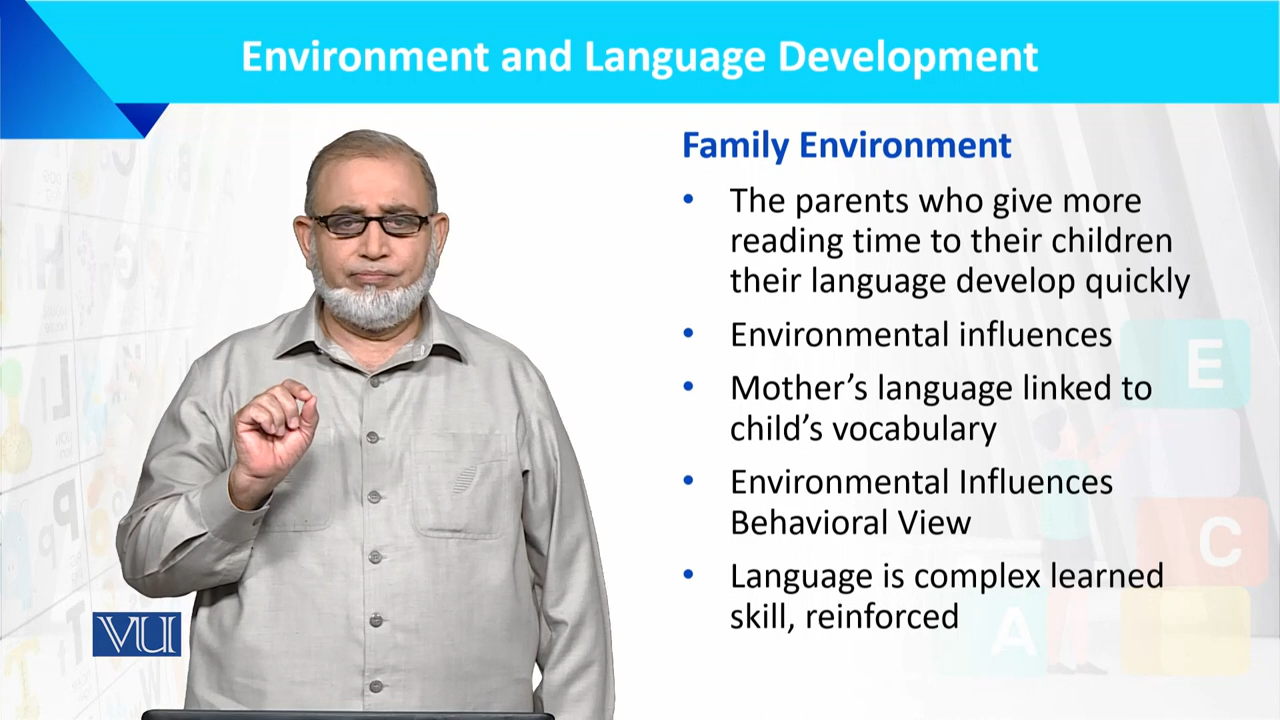 Environment and Language Development
Family Environment
• The parents who give more
reading time to their children
their language develop quickly
• Environmental influences
• Mother's language linked to
child's vocabulary
• Environmental Influences
Behavioral View
• Language is complex learned
skill, reinforced
VU
E
C
A